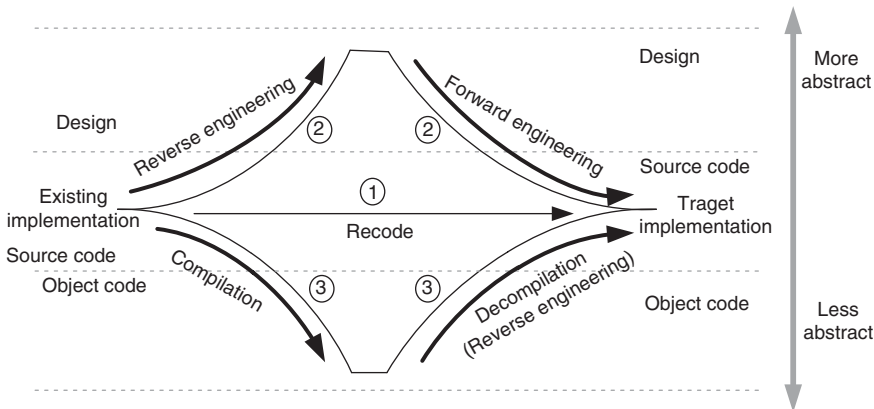 Design
More
abstract
Design
Reverse engineering
Forward engineering
2
2
Source code
1
Existing
implementation
Traget
implementation
Recode
Source code
Object code
Compilation
3
3
Decompilation
(Reverse engineering)
Object code
Less
abstract